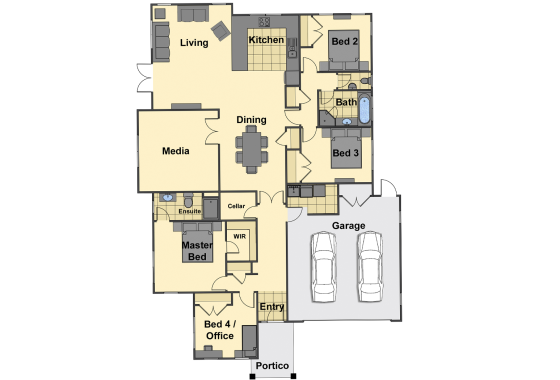 Living
Kitchen
Bed 2
Bath
Dining
Media
Bed 3
Ensuite
Cellar
Garage
WIR
Master
Bed
Entry
Bed 4 /
Office
Portico